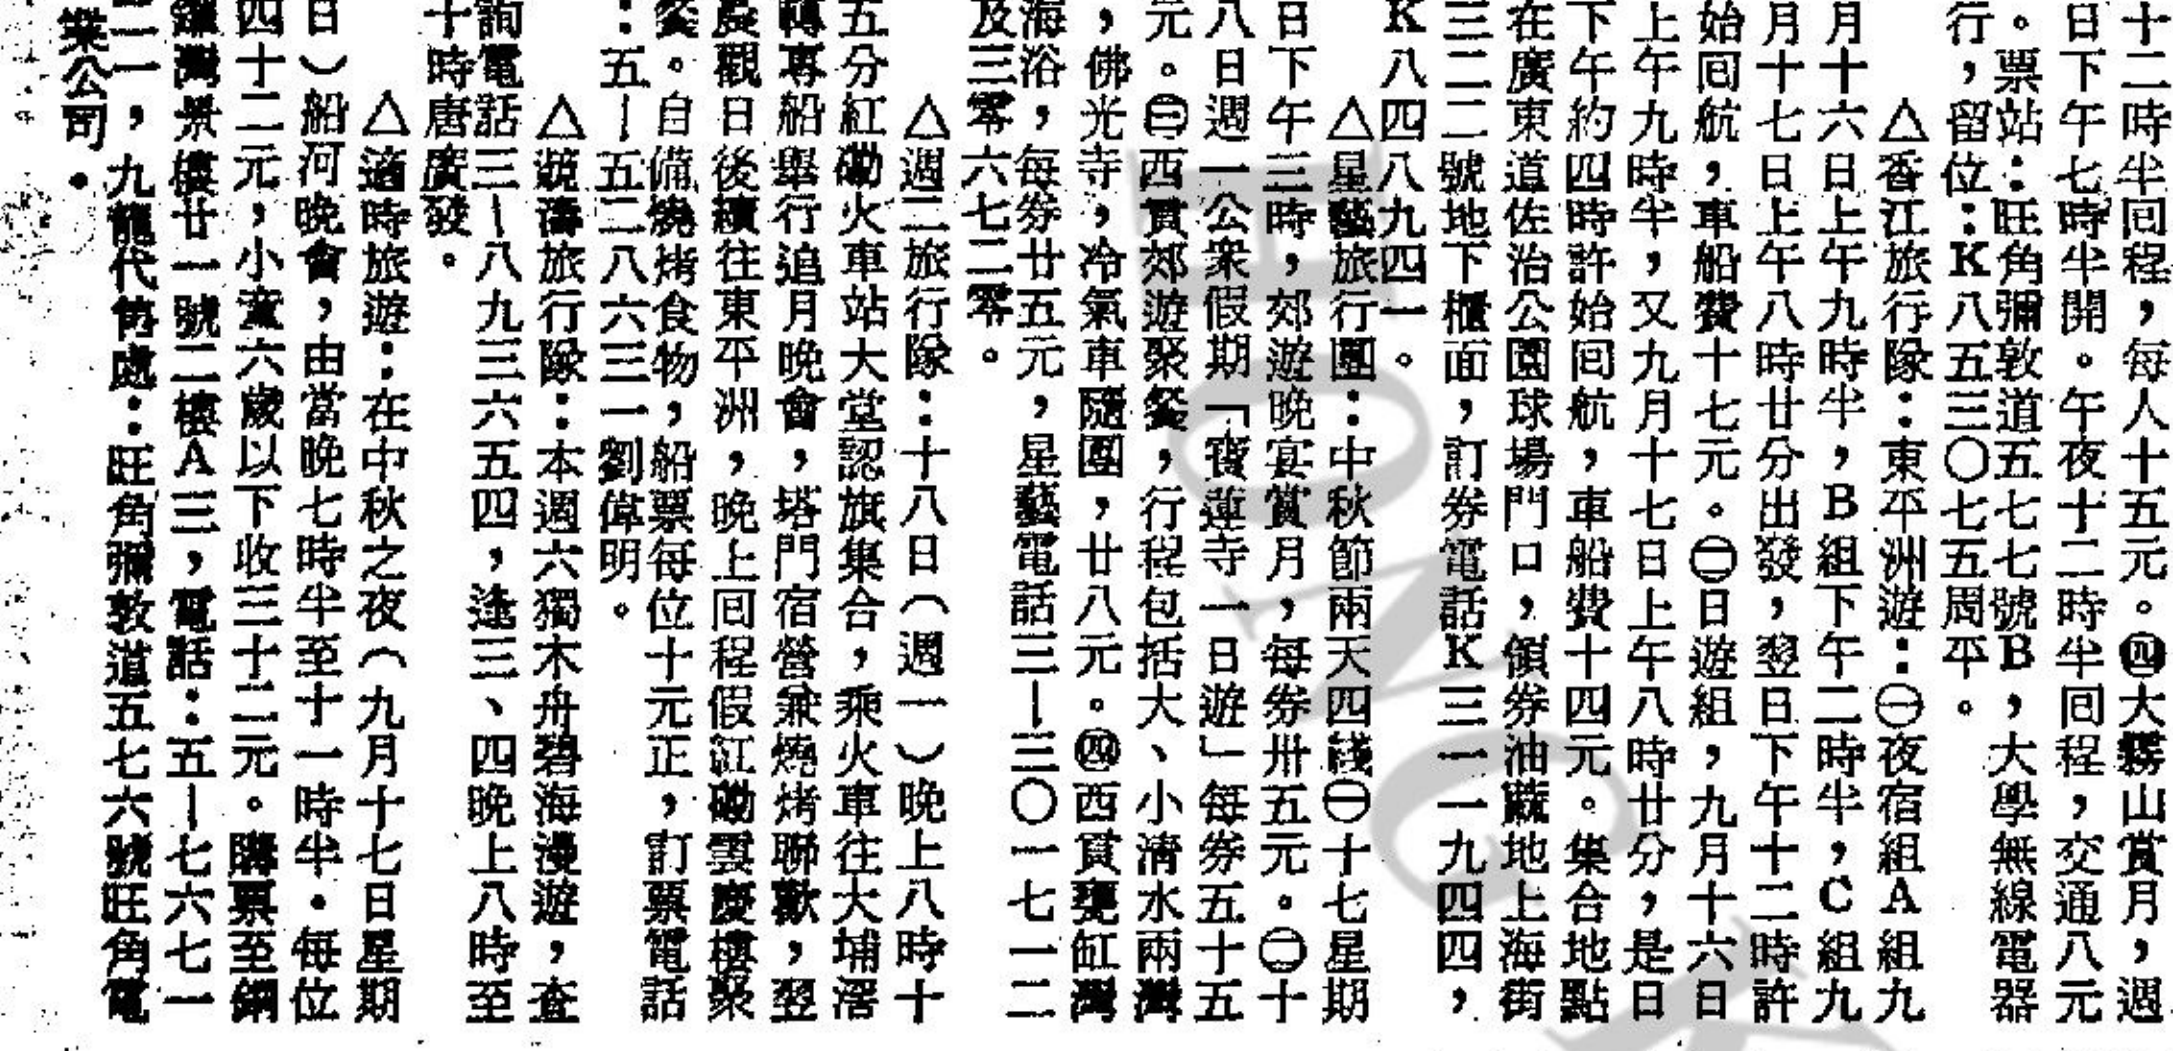 十二時半囘程，每人十五元。㊃大霧山賞月，週
日下午七時半開。午夜十二時半囘程，交通八元
。票站：旺角彌敦道五七七號B，大學無線電器
行，留位：K八五三〇七五周平。
△香江旅行隊：東平洲遊：㊀夜宿組A組九
月十六日上午九時半，B組下午二時半，C組九
月十七日上午八時廿分出發，翌日下午十二時許
始囘航，車船費十七元。㊁日遊組，九月十六日
上午九時半，又九月十七日上午八時廿分，是日
下午約四時許始囘航，車船費十四元。集合地點
在廣東道佐治公園球場門口，領券油蔴地上海街
三二二號地下櫃面，訂券電話K三一一九四四，
K八四八九四一。
△星藝旅行團：中秋節兩天四綫㊀十七星期
日下午三時，郊遊晚宴賞月，每券卅五元。㊁十
八日週一公衆假期「寶蓮寺一日遊」每券五十五
元。㊂西貢郊遊聚餐，行程包括大、小清水兩灣
，佛光寺，冷氣車隨團，廿八元。㊃西貢甕缸灣
海浴，每券廿五元，星藝電話三－三〇一七一二
及三零六七二零。
△週二旅行隊：十八日（週一）晚上八時十
五分紅磡火車站大堂認旗集合，乘火車往大埔滘
轉專船舉行追月晚會，塔門宿營兼燒烤聯歡，翌
晨觀日後續往東平洲，晚上囘程假紅磡雲慶樓聚
餐。自備燒烤食物，船票每位十元正，訂票電話
：五－五二八六三一劉偉明。
△競濤旅行隊：本週六獨木舟碧海漫遊，查
詢電話三－八九三六五四，逢三、四晚上八時至
十時唐廣發。
△適時旅遊：在中秋之夜（九月十七日星期
日）船河晚會，由當晚七時半至十一時半．每位
四十二元，小童六歲以下收三十二元。購票至銅
鑼灣景樓廿一號二樓A三，電話：五－七六七一
二一，九龍代售處：旺角彌敦道五七六號旺角電
業公司．